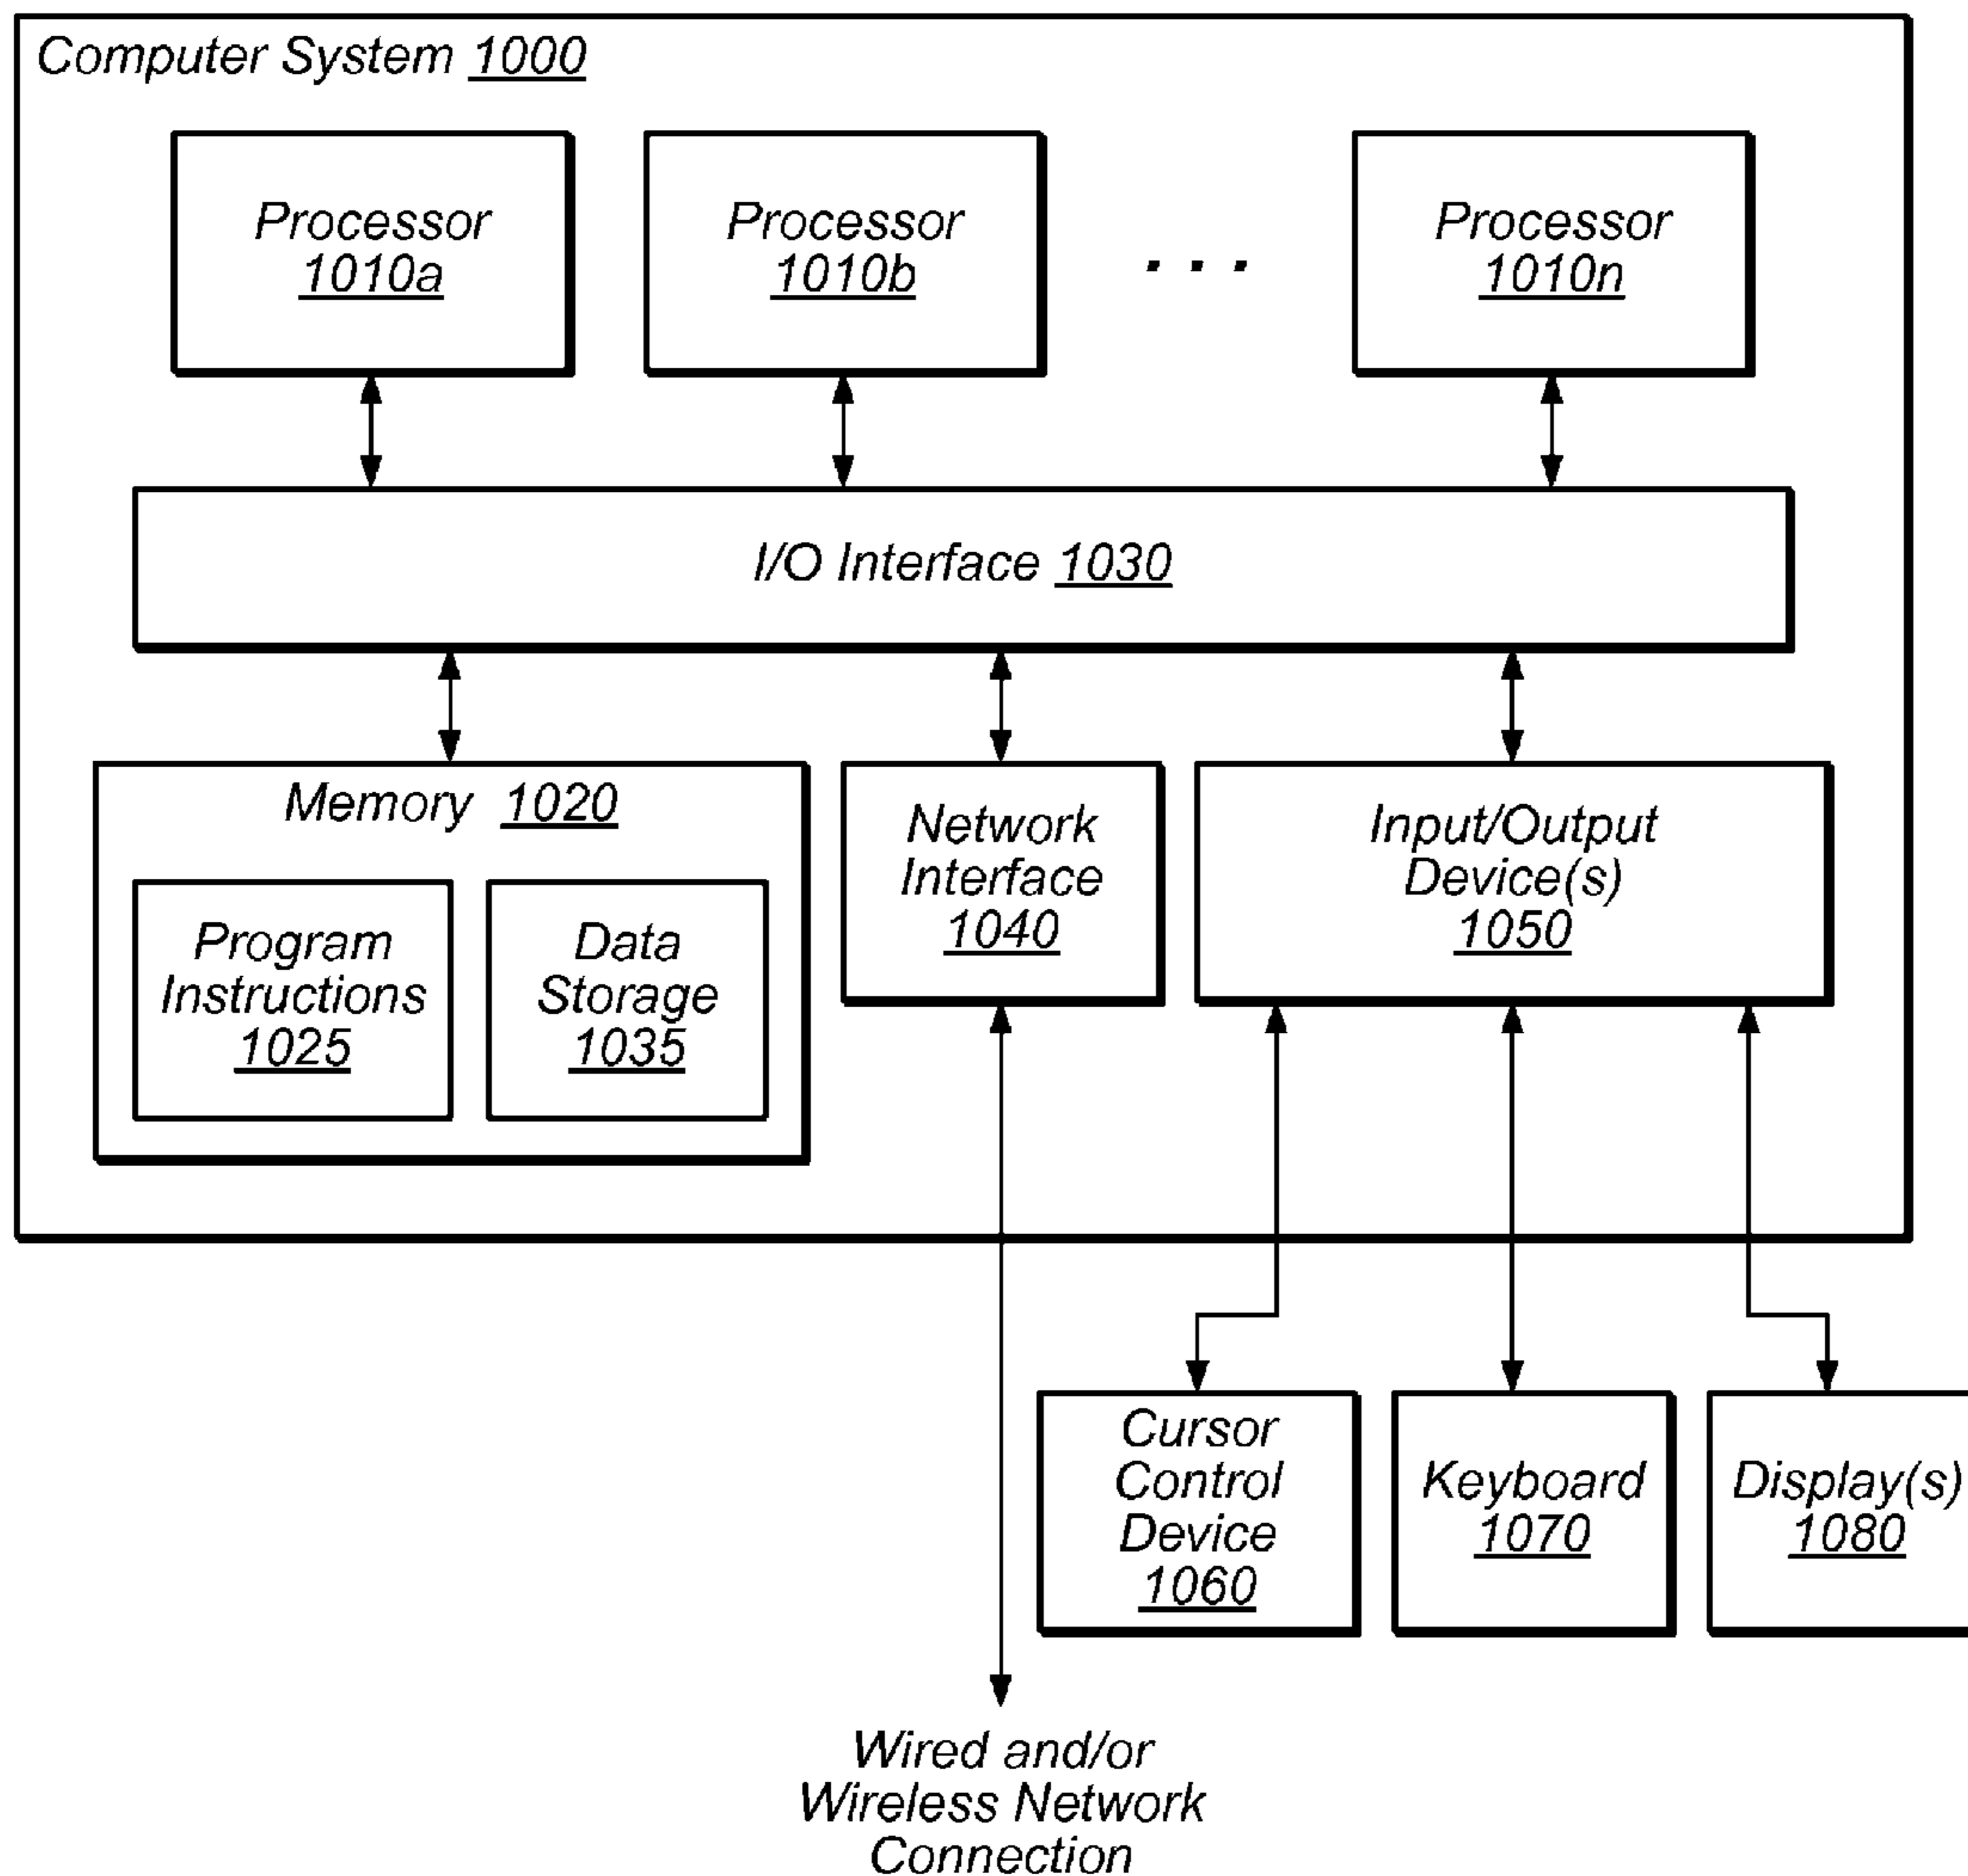 Computer System 1000
Processor
1010a
Processor
1010b
. . .
Processor
1010n
I/O Interface 1030
Memory 1020
Program
Instructions
1025
Data
Storage
1035
Network
Interface
1040
Input/Output
Device(s)
1050
Cursor
Control
Device
1060
Keyboard
1070
Display(s)
1080
Wired and/or
Wireless Network
Connection